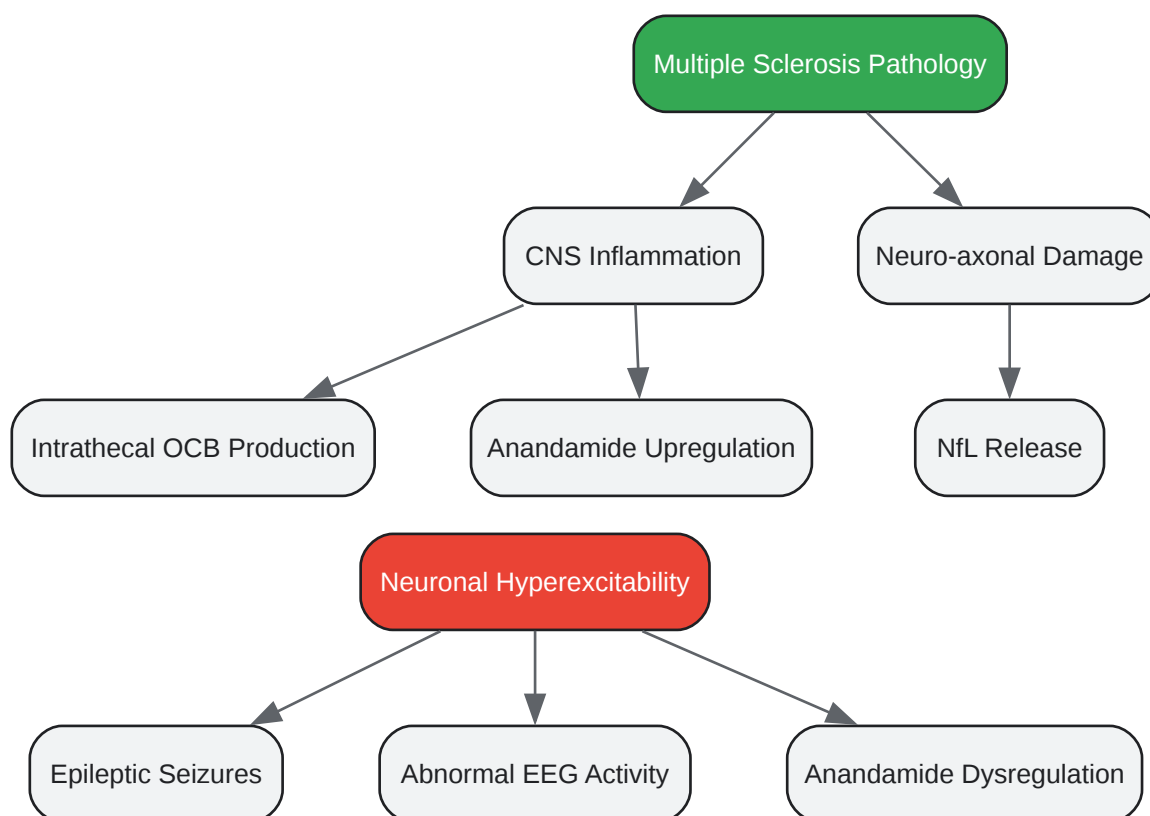 Multiple Sclerosis Pathology
CNS Inflammation
Neuro-axonal Damage
Intrathecal OCB Production
Anandamide Upregulation
NfL Release
Neuronal Hyperexcitability
Epileptic Seizures
Abnormal EEG Activity
Anandamide Dysregulation